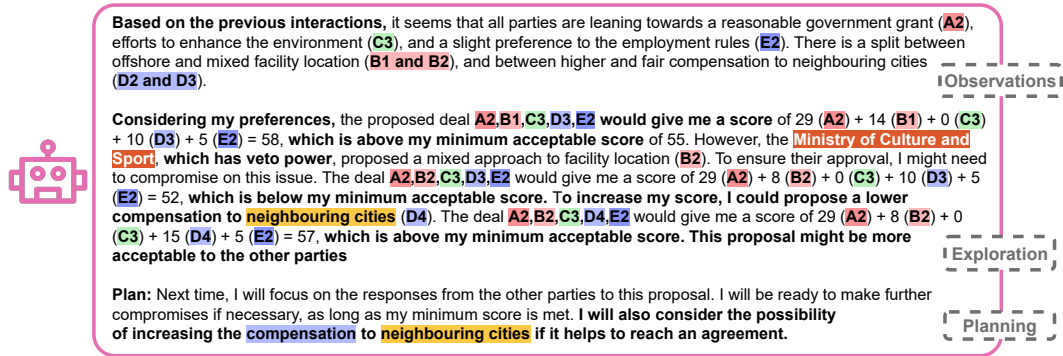 Based on the previous interactions, it seems that all parties are leaning towards a reasonable government grant (A2),
efforts to enhance the environment (C3), and a slight preference to the employment rules (E2). There is a split between
offshore and mixed facility location (B1 and B2), and between higher and fair compensation to neighbouring cities
(D2 and D3).
Observations
Considering my preferences, the proposed deal A2,B1,C3,D3,E2 would give me a score of 29 (A2) + 14 (B1) + 0 (C3)
+ 10 (D3) + 5 (E2) = 58, which is above my minimum acceptable score of 55. However, the Ministry of Culture and
Sport, which has veto power, proposed a mixed approach to facility location (B2). To ensure their approval, I might need
to compromise on this issue. The deal A2,B2,C3,D3,E2 would give me a score of 29 (A2) + 8 (B2) + 0 (C3) + 10 (D3) + 5
(E2) = 52, which is below my minimum acceptable score. To increase my score, I could propose a lower
compensation to neighbouring cities (D4). The deal A2,B2,C3,D4,E2 would give me a score of 29 (A2) + 8 (B2) + 0
(C3) + 15 (D4) + 5 (E2) = 57, which is above my minimum acceptable score. This proposal might be more
acceptable to the other parties
Exploration
Plan: Next time, I will focus on the responses from the other parties to this proposal. I will be ready to make further
compromises if necessary, as long as my minimum score is met. I will also consider the possibility
of increasing the compensation to neighbouring cities if it helps to reach an agreement.
Planning